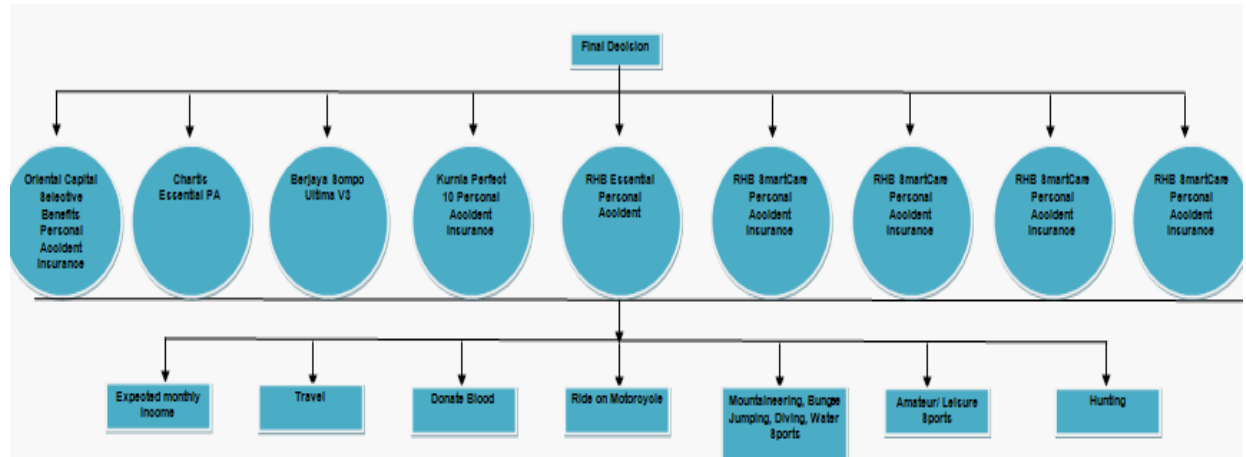 Final Decision
Oriental Capital
Selective
Benefits
Personal
Accident
Insurance
Chartis
Essential PA
Berjaya Sompo
Ultima V3
Kurnia Perfect
10 Personal
Accident
Insurance
RHB Essential
Personal
Accident
RHB SmartCare
Personal
Accident
Insurance
RHB SmartCare
Personal
Accident
Insurance
RHB SmartCare
Personal
Accident
Insurance
RHB SmartCare
Personal
Accident
Insurance
Expected monthly
Income
Travel
Donate Blood
Ride on Motorcycle
Mountaineering, Bungee
Jumping, Diving, Water
Sports
Amateur/ Leisure
Sports
Hunting